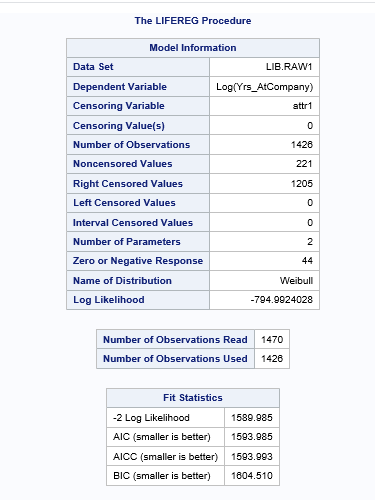 The LIFEREG Procedure
Model Information
Data Set LIB.RAW1
Dependent Variable Log(Yrs_AtCompany)
Censoring Variable attr1
Censoring Value(s) 0
Number of Observations 1426
Noncensored Values 221
Right Censored Values 1205
Left Censored Values 0
Interval Censored Values 0
Number of Parameters 2
Zero or Negative Response 44
Name of Distribution Weibull
Log Likelihood -794.9924028
Number of Observations Read 1470
Number of Observations Used 1426
Fit Statistics
-2 Log Likelihood 1589.985
AIC (smaller is better) 1593.985
AICC (smaller is better) 1593.993
BIC (smaller is better) 1604.510